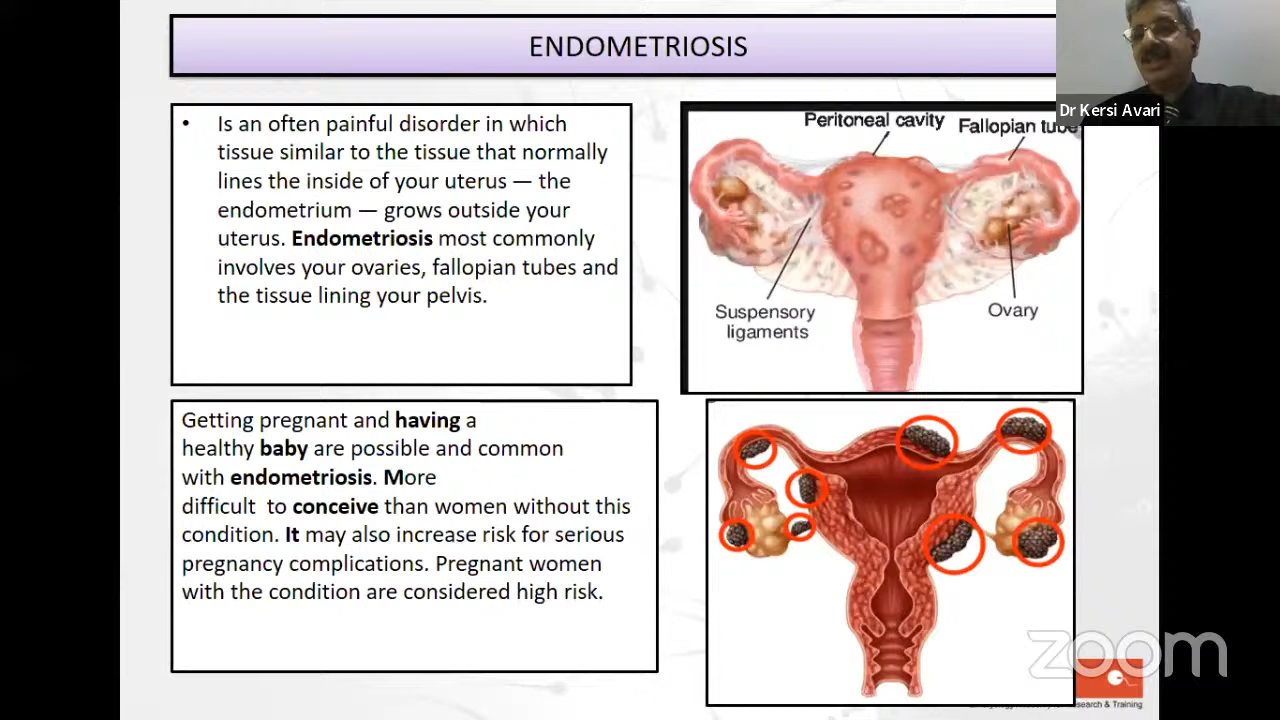 ENDOMETRIOSIS
Dr Kersi Avari
• Is an often painful disorder in which
tissue similar to the tissue that normally
lines the inside of your uterus — the
endometrium — grows outside your
uterus. Endometriosis most commonly
involves your ovaries, fallopian tubes and
the tissue lining your pelvis.
Peritoneal cavity
Fallopian tube
Suspensory
ligaments
Ovary
Getting pregnant and having a
healthy baby are possible and common
with endometriosis. More
difficult to conceive than women without this
condition. It may also increase risk for serious
pregnancy complications. Pregnant women
with the condition are considered high risk.
zoom
Research & Training